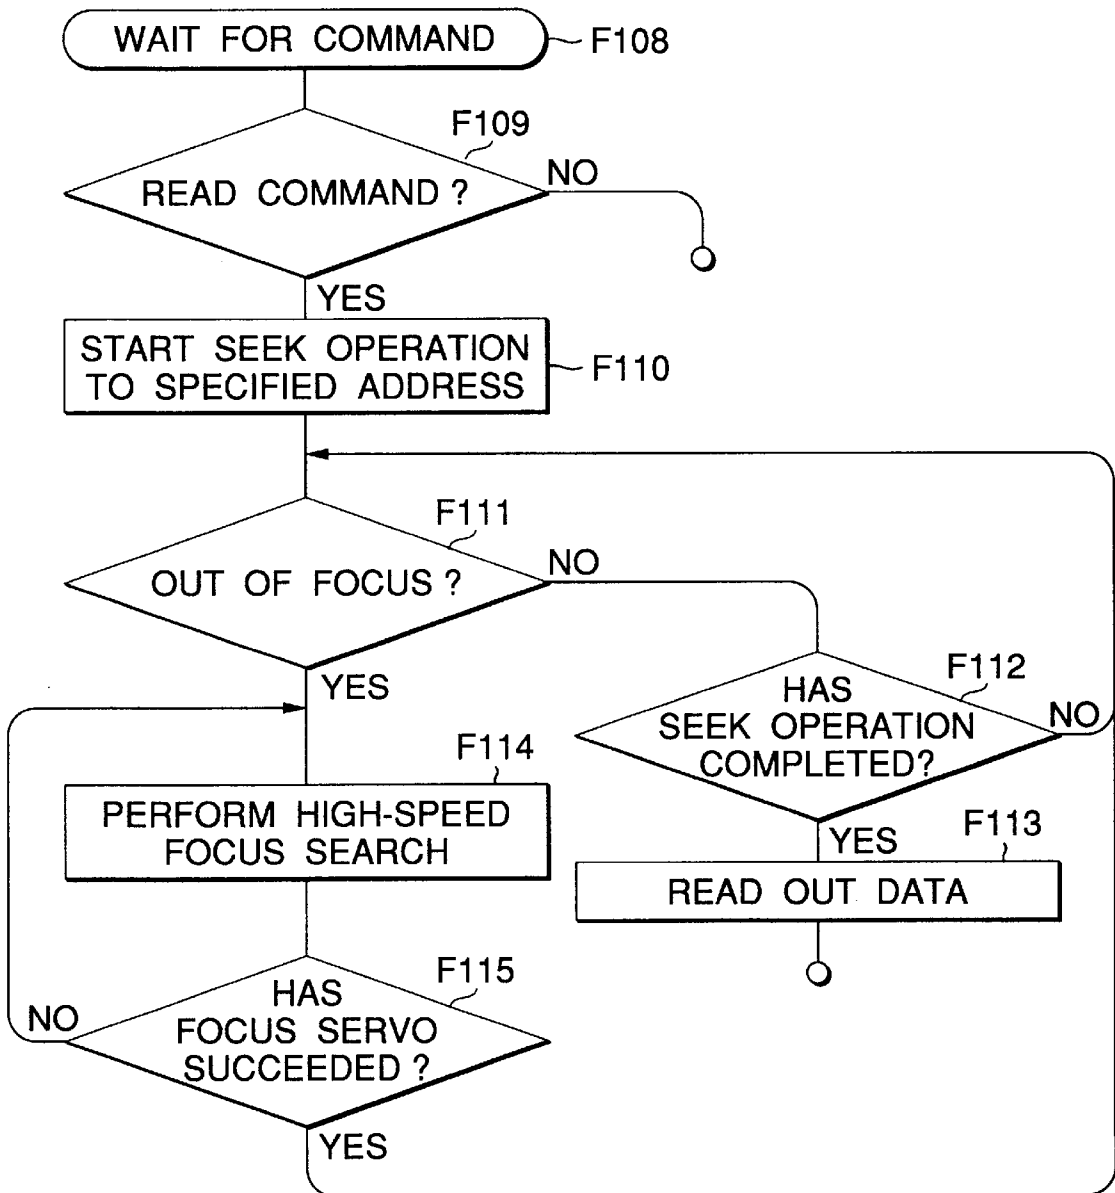 WAIT FOR COMMAND
F108
F109
READ COMMAND ?
NO
YES
START SEEK OPERATION
TO SPECIFIED ADDRESS
F110
F111
OUT OF FOCUS ?
NO
YES
F112
HAS
SEEK OPERATION
COMPLETED?
NO
YES
F113
READ OUT DATA
F114
PERFORM HIGH-SPEED
FOCUS SEARCH
F115
HAS
FOCUS SERVO
SUCCEEDED ?
NO
YES